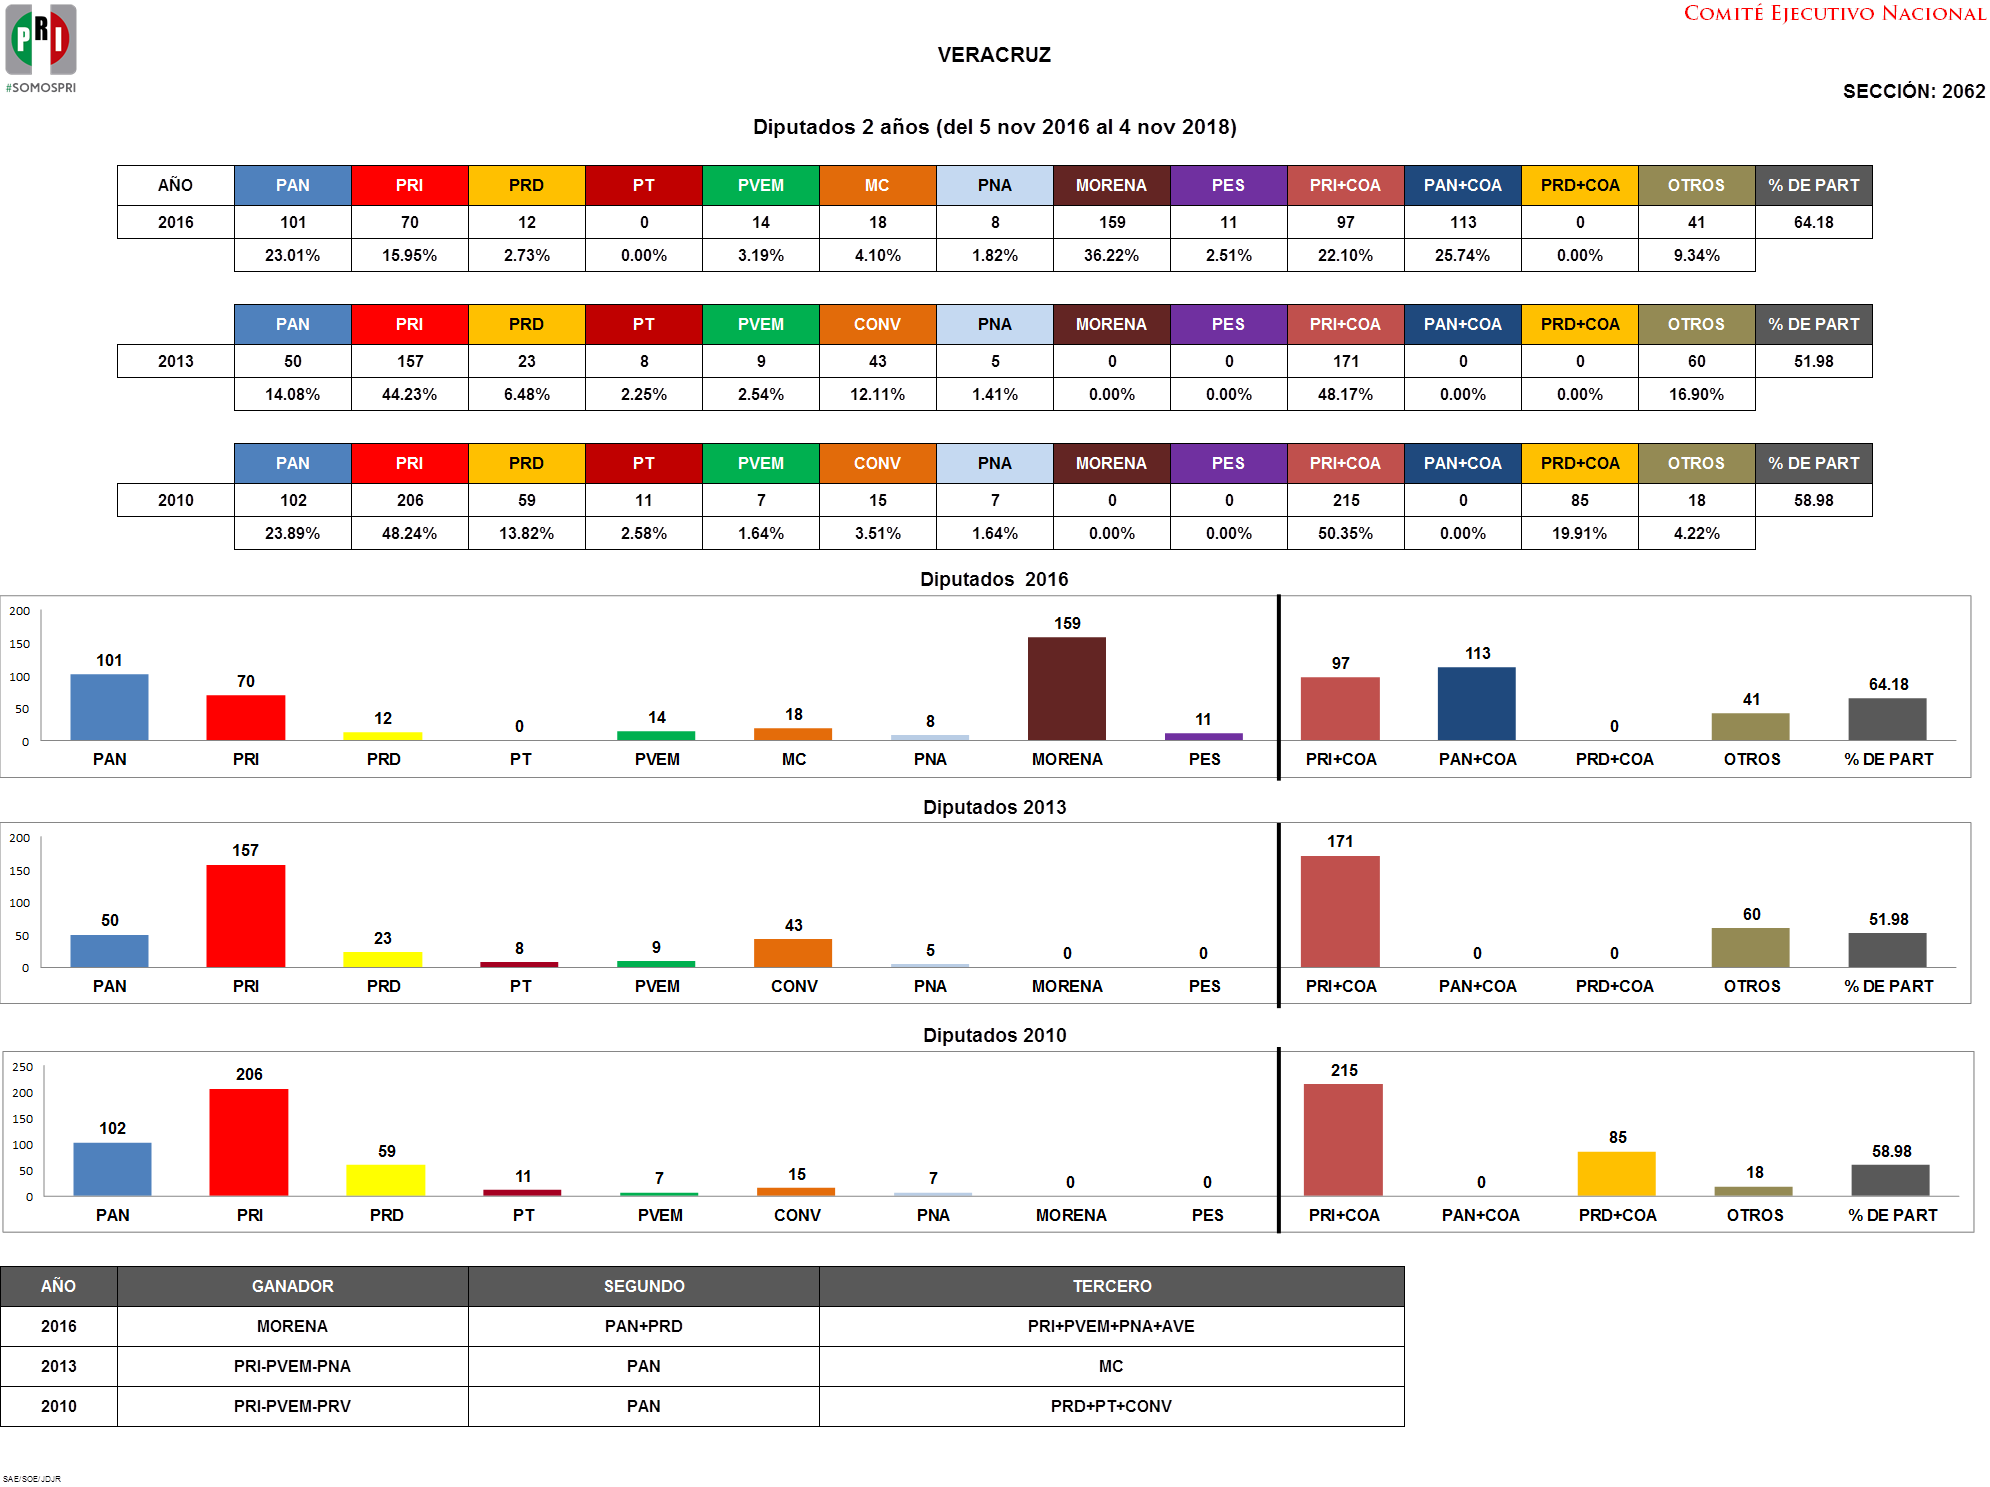 PRI
#SOMOSPRI
COMITÉ EJECUTIVO NACIONAL
VERACRUZ
SECCIÓN: 2062
Diputados 2 años (del 5 nov 2016 al 4 nov 2018)
AÑO PAN PRI PRD PT PVEM MC PNA MORENA PES PRI+COA PAN+COA PRD+COA OTROS % DE PART
2016 101 70 12 0 14 18 8 159 11 97 113 0 41 64.18
23.01% 15.95% 2.73% 0.00% 3.19% 4.10% 1.82% 36.22% 2.51% 22.10% 25.74% 0.00% 9.34%
PAN PRI PRD PT PVEM CONV PNA MORENA PES PRI+COA PAN+COA PRD+COA OTROS % DE PART
2013 50 157 23 8 9 43 5 0 0 171 0 0 60 51.98
14.08% 44.23% 6.48% 2.25% 2.54% 12.11% 1.41% 0.00% 0.00% 48.17% 0.00% 0.00% 16.90%
PAN PRI PRD PT PVEM CONV PNA MORENA PES PRI+COA PAN+COA PRD+COA OTROS % DE PART
2010 102 206 59 11 7 15 7 0 0 215 0 85 18 58.98
23.89% 48.24% 13.82% 2.58% 1.64% 3.51% 1.64% 0.00% 0.00% 50.35% 0.00% 19.91% 4.22%
Diputados 2016
200
150
100
50
0
101 70 12 0 14 18 8 159 11 97 113 0 41 64.18
PAN PRI PRD PT PVEM MC PNA MORENA PES PRI+COA PAN+COA PRD+COA OTROS % DE PART
Diputados 2013
200
150
100
50
0
50 157 23 8 9 43 5 0 0 171 0 0 60 51.98
PAN PRI PRD PT PVEM CONV PNA MORENA PES PRI+COA PAN+COA PRD+COA OTROS % DE PART
Diputados 2010
250
200
150
100
50
0
102 206 59 11 7 15 7 0 0 215 0 85 18 58.98
PAN PRI PRD PT PVEM CONV PNA MORENA PES PRI+COA PAN+COA PRD+COA OTROS % DE PART
AÑO GANADOR SEGUNDO TERCERO
2016 MORENA PAN+PRD PRI+PVEM+PNA+AVE
2013 PRI-PVEM-PNA PAN MC
2010 PRI-PVEM-PRV PAN PRD+PT+CONV
SAE/SOE/JDJR